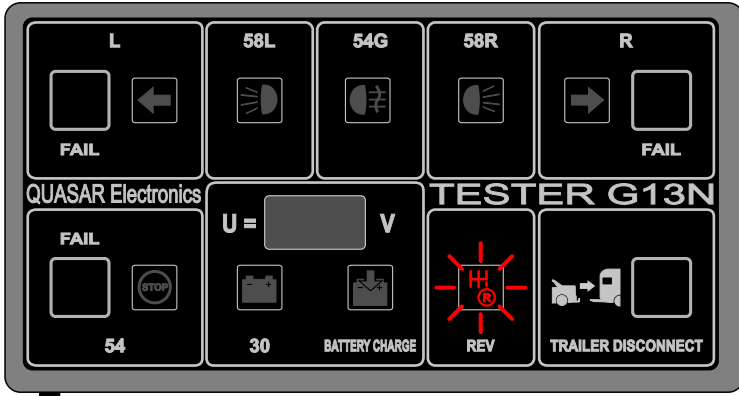 L
58L
54G
58R
R
FAIL
FAIL
QUASAR Electronics
TESTER G13N
FAIL
STOP
54
U =
V
- +
30
- +
BATTERY CHARGE
R
REV
TRAILER DISCONNECT